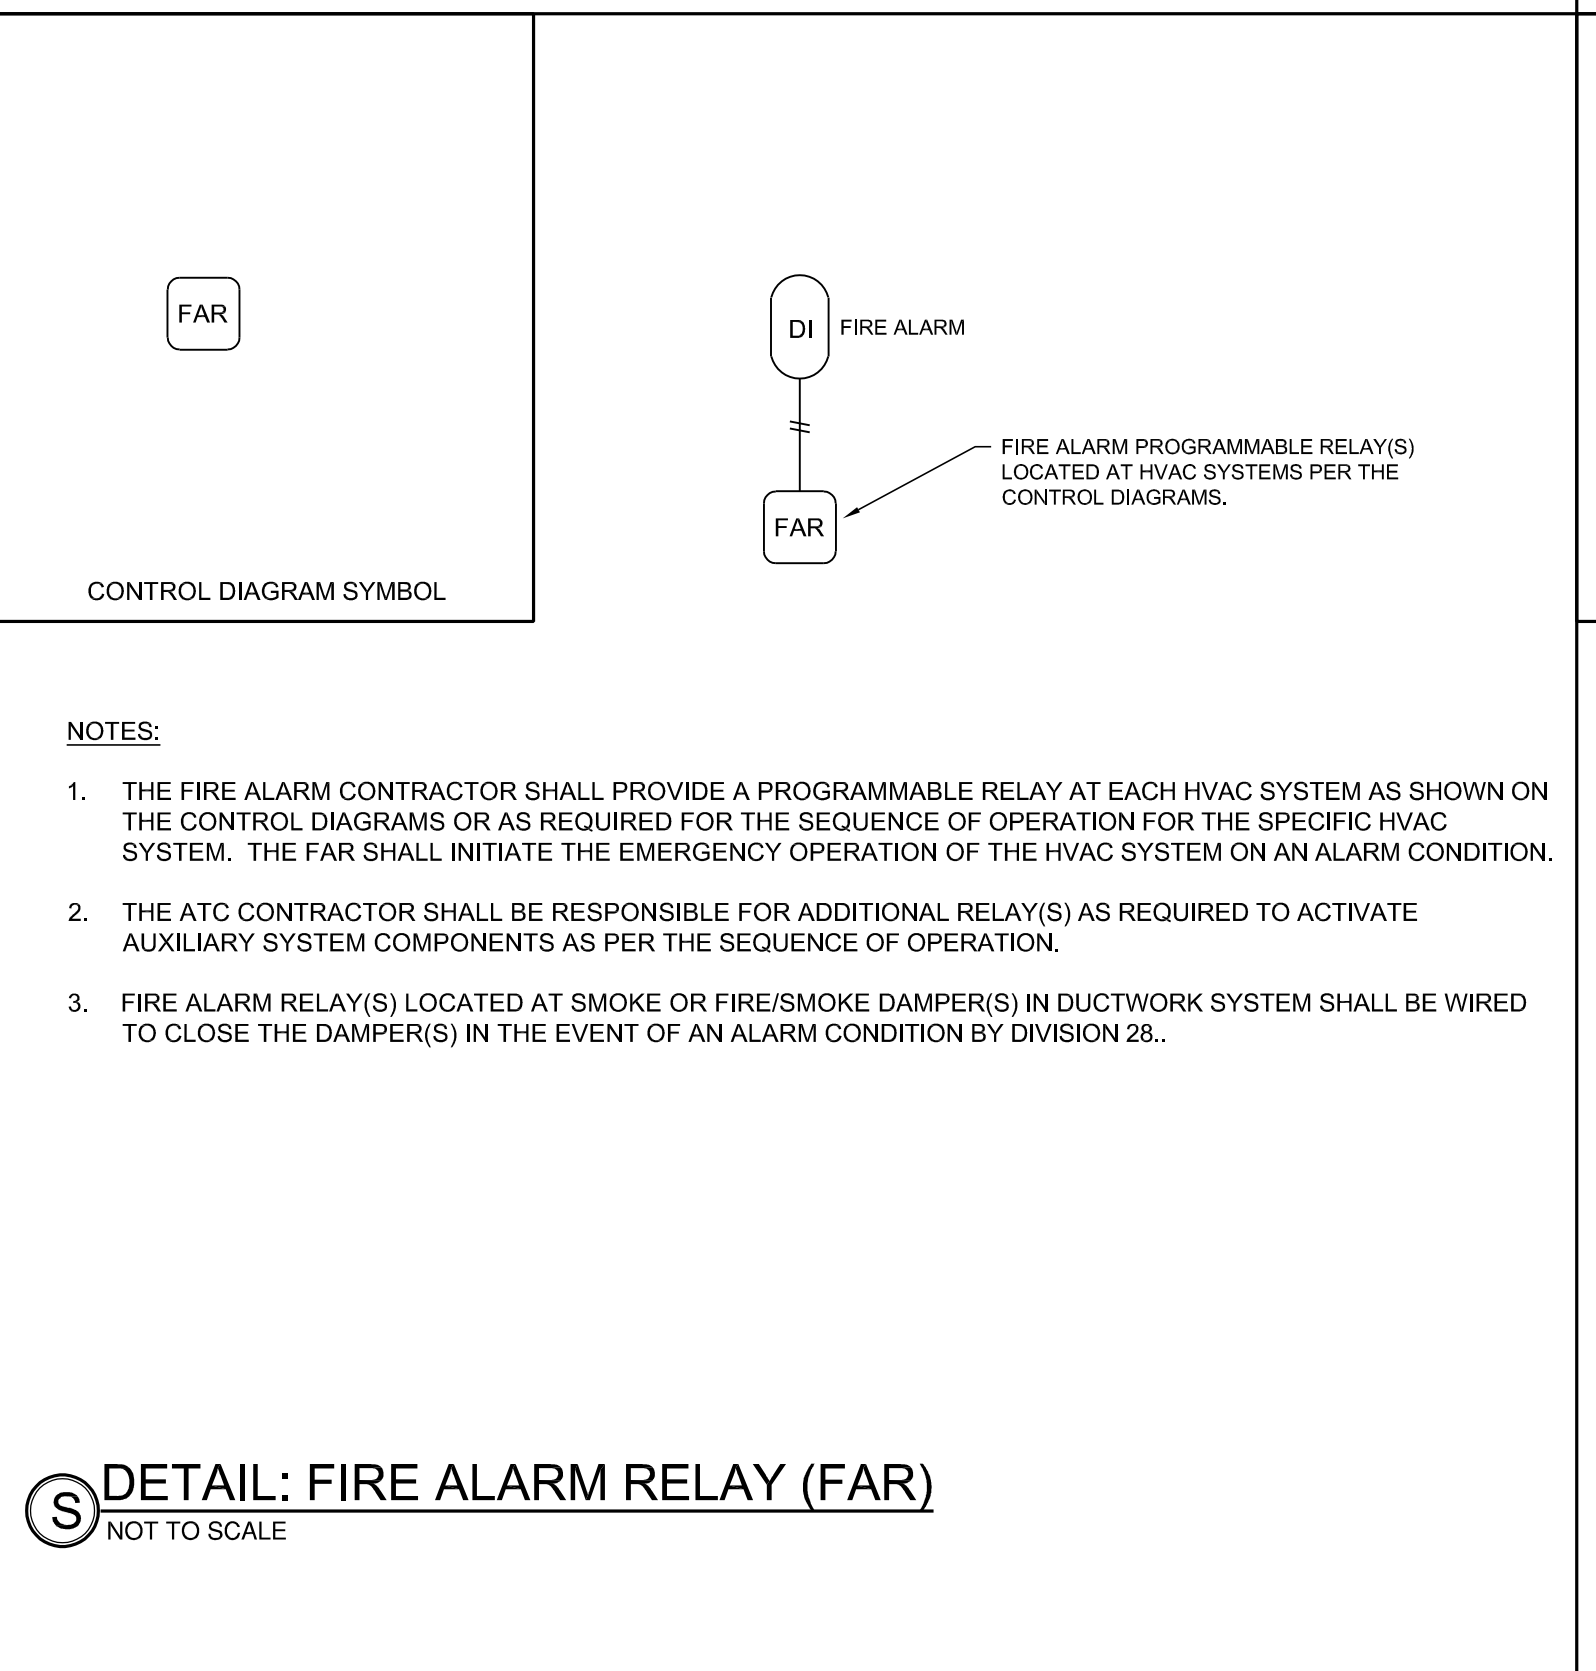 FAR
CONTROL DIAGRAM SYMBOL
DI
FIRE ALARM
FIRE ALARM PROGRAMMABLE RELAY(S)
LOCATED AT HVAC SYSTEMS PER THE
CONTROL DIAGRAMS.
FAR
NOTES:
1. THE FIRE ALARM CONTRACTOR SHALL PROVIDE A PROGRAMMABLE RELAY AT EACH HVAC SYSTEM AS SHOWN ON
THE CONTROL DIAGRAMS OR AS REQUIRED FOR THE SEQUENCE OF OPERATION FOR THE SPECIFIC HVAC
SYSTEM. THE FAR SHALL INITIATE THE EMERGENCY OPERATION OF THE HVAC SYSTEM ON AN ALARM CONDITION.
2. THE ATC CONTRACTOR SHALL BE RESPONSIBLE FOR ADDITIONAL RELAY(S) AS REQUIRED TO ACTIVATE
AUXILIARY SYSTEM COMPONENTS AS PER THE SEQUENCE OF OPERATION.
3. FIRE ALARM RELAY(S) LOCATED AT SMOKE OR FIRE/SMOKE DAMPER(S) IN DUCTWORK SYSTEM SHALL BE WIRED
TO CLOSE THE DAMPER(S) IN THE EVENT OF AN ALARM CONDITION BY DIVISION 28..
S
DETAIL: FIRE ALARM RELAY (FAR)
NOT TO SCALE